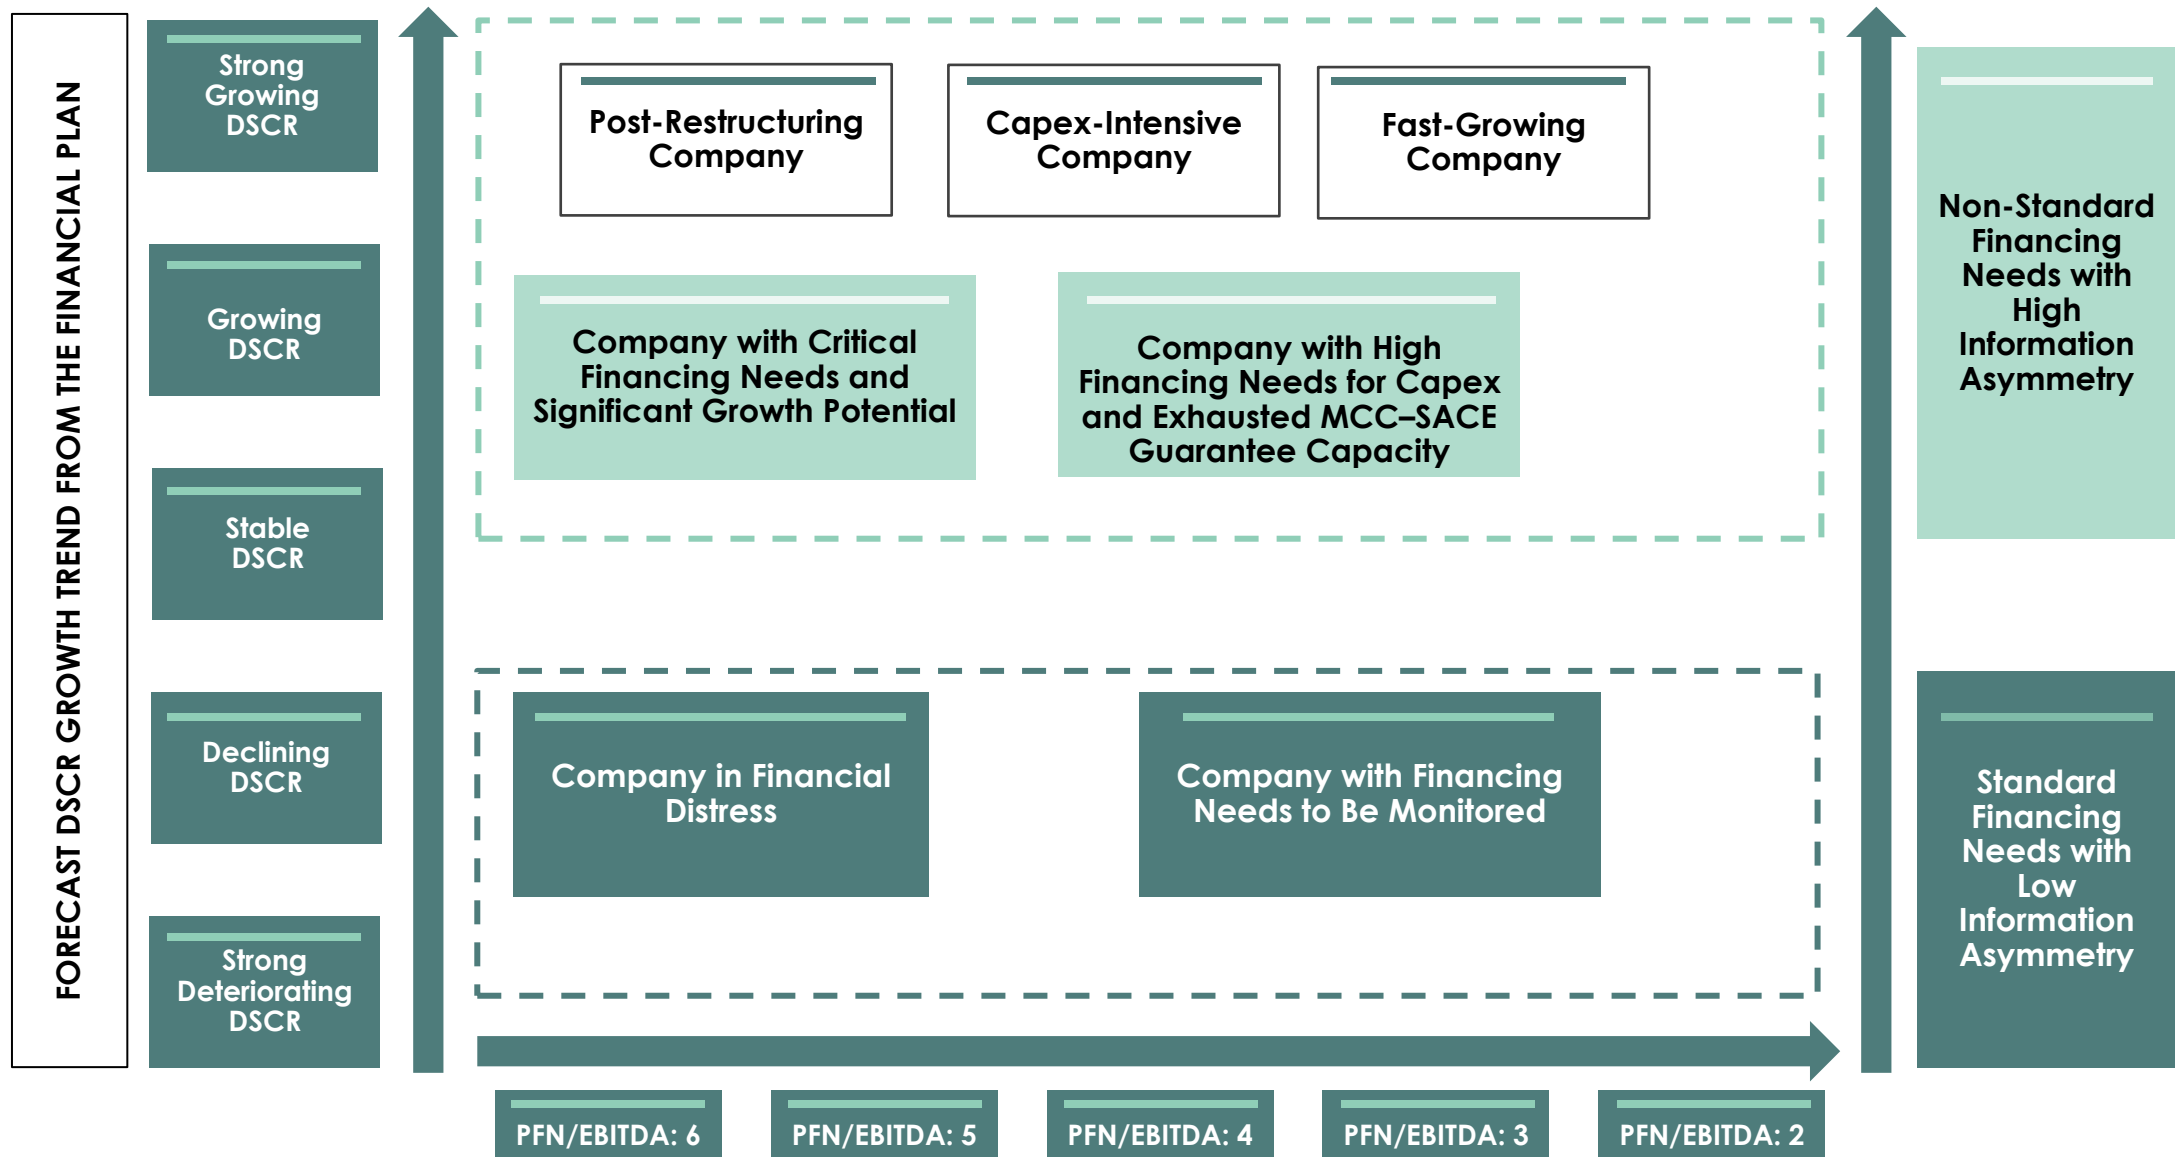 FORECAST DSCR GROWTH TREND FROM THE FINANCIAL PLAN
Strong
Growing
DSCR
Growing
DSCR
Stable
DSCR
Declining
DSCR
Strong
Deteriorating
DSCR
Post-Restructuring
Company
Capex-Intensive
Company
Fast-Growing
Company
Company with Critical
Financing Needs and
Significant Growth Potential
Company with High
Financing Needs for Capex
and Exhausted MCC–SACE
Guarantee Capacity
Company in Financial
Distress
Company with Financing
Needs to Be Monitored
Non-Standard
Financing
Needs with
High
Information
Asymmetry
Standard
Financing
Needs with
Low
Information
Asymmetry
PFN/EBITDA: 6
PFN/EBITDA: 5
PFN/EBITDA: 4
PFN/EBITDA: 3
PFN/EBITDA: 2